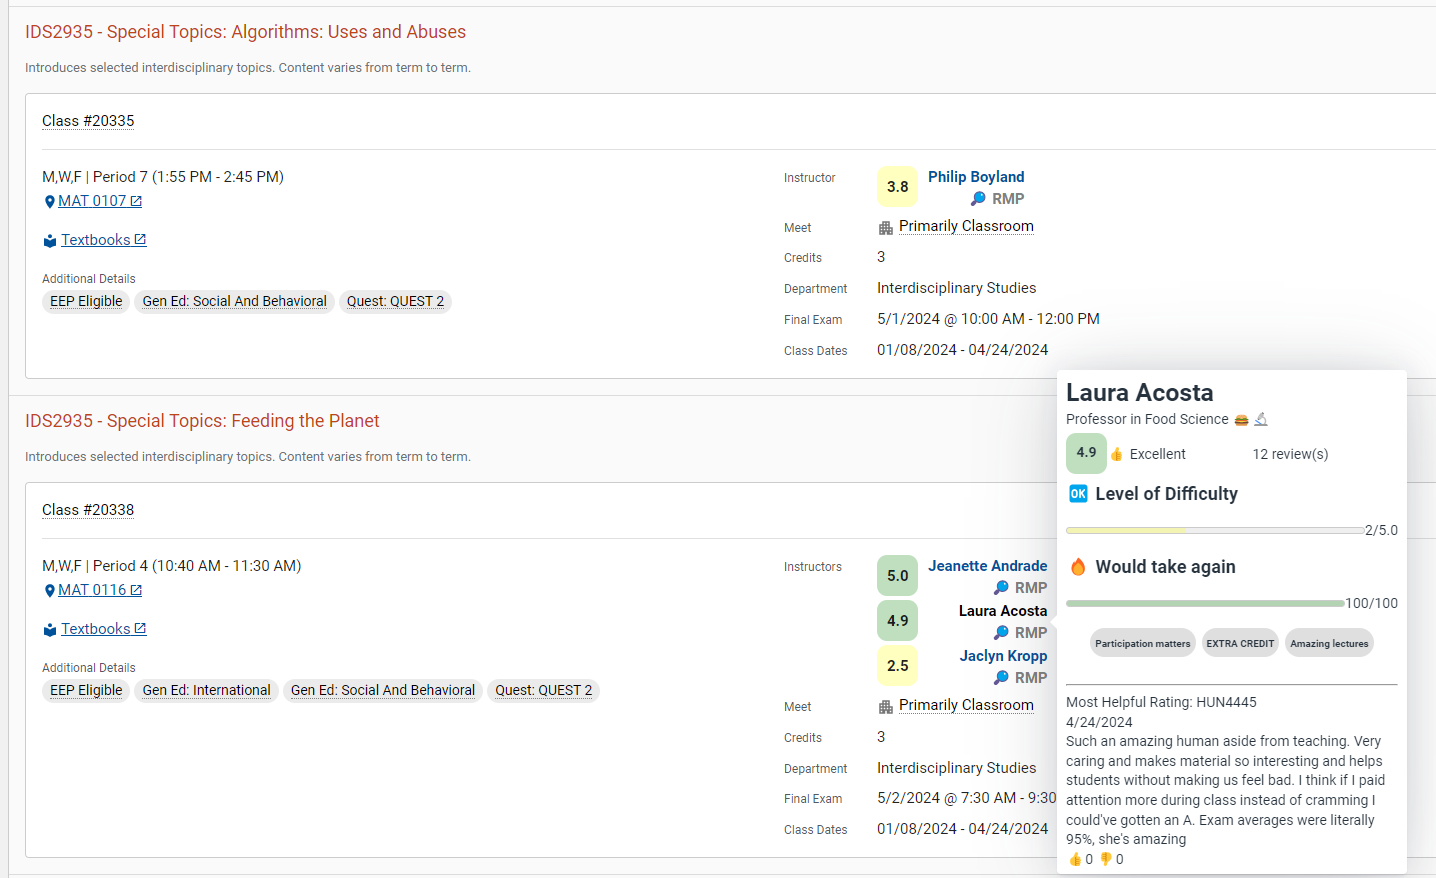 IDS2935 - Special Topics: Algorithms: Uses and Abuses
Introduces selected interdisciplinary topics. Content varies from term to term.
Class #20335
M,W,F | Period 7 (1:55 PM - 2:45 PM)
MAT 0107
Textbooks
Additional Details
EEP Eligible
Gen Ed: Social And Behavioral
Quest: QUEST 2
Instructor
3.8
Philip Boyland
RMP
Meet
Primarily Classroom
Credits
3
Department
Interdisciplinary Studies
Final Exam
5/1/2024 @ 10:00 AM - 12:00 PM
Class Dates
01/08/2024 - 04/24/2024
IDS2935 - Special Topics: Feeding the Planet
Introduces selected interdisciplinary topics. Content varies from term to term.
Class #20338
M,W,F | Period 4 (10:40 AM - 11:30 AM)
MAT 0116
Textbooks
Additional Details
EEP Eligible
Gen Ed: International
Gen Ed: Social And Behavioral
Quest: QUEST 2
Instructors
5.0
Jeanette Andrade
RMP
4.9
Laura Acosta
RMP
2.5
Jaclyn Kropp
RMP
Meet
Primarily Classroom
Credits
3
Department
Interdisciplinary Studies
Final Exam
5/2/2024 @ 7:30 AM - 9:30
Class Dates
01/08/2024 - 04/24/2024
Laura Acosta
Professor in Food Science
4.9
Excellent
12 review(s)
OK
Level of Difficulty
2/5.0
Would take again
100/100
Participation matters
EXTRA CREDIT
Amazing lectures
Most Helpful Rating: HUN4445
4/24/2024
Such an amazing human aside from teaching. Very
caring and makes material so interesting and helps
students without making us feel bad. I think if I paid
attention more during class instead of cramming I
could've gotten an A. Exam averages were literally
95%, she's amazing
0
0